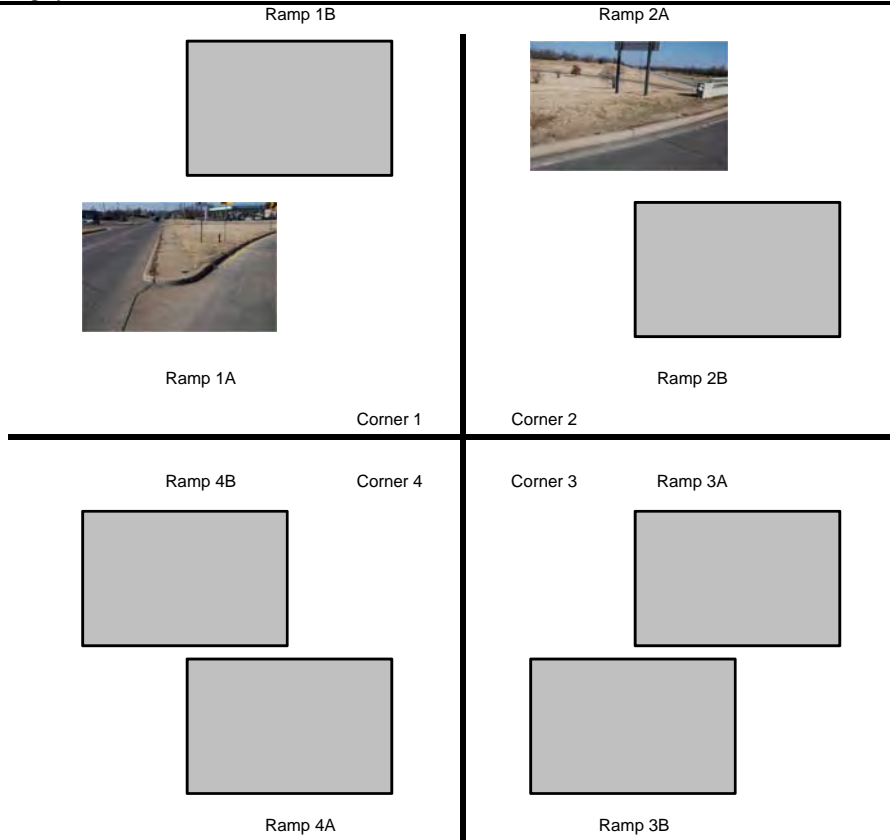 Ramp 1B Ramp 2A
Ramp 1A Ramp 2B
Corner 1 Corner 2
Ramp 4B Corner 4 Corner 3 Ramp 3A
Ramp 4A Ramp 3B